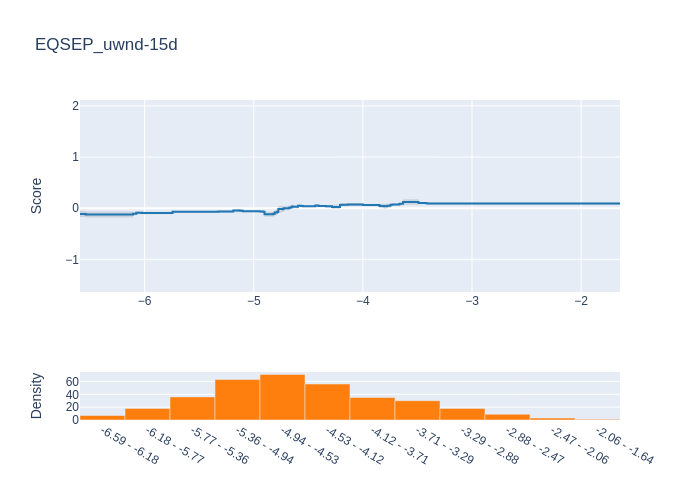 EQSEP_uwnd-15d
2
1
0
−1
Score
−6
−5
−4
−3
−2
60
40
20
0
Density
-6.59 - -6.18
-6.18 - -5.77
-5.77 - -5.36
-5.36 - -4.94
-4.94 - -4.53
-4.53 - -4.12
-4.12 - -3.71
-3.71 - -3.29
-3.29 - -2.88
-2.88 - -2.47
-2.47 - -2.06
-2.06 - -1.64